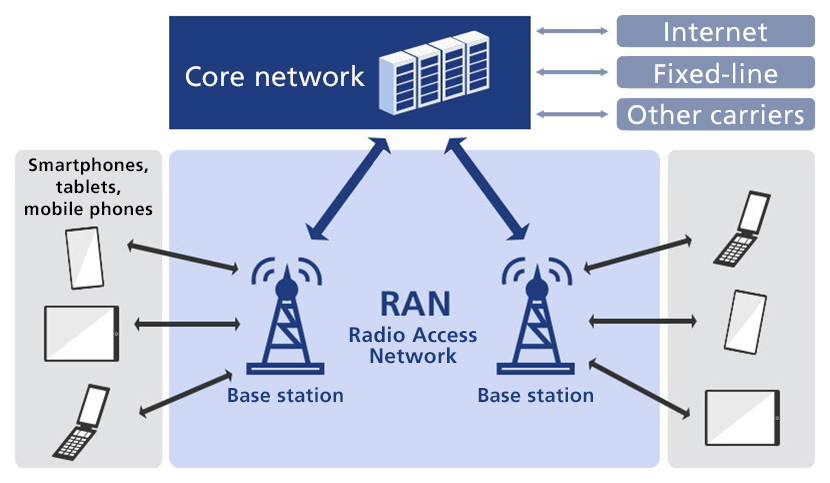 Core network
Internet
Fixed-line
Other carriers
Smartphones,
tablets,
mobile phones
RAN
Radio Access
Network
Base station
Base station